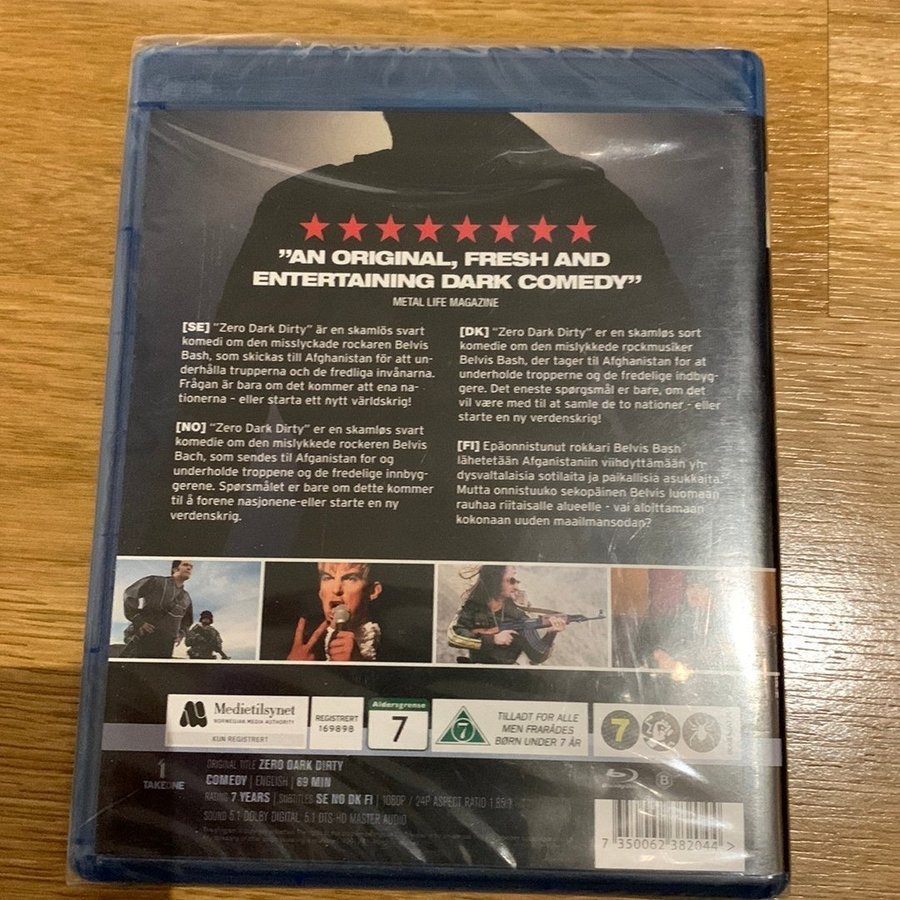 "AN ORIGINAL, FRESH AND
ENTERTAINING DARK COMEDY"
METAL LIFE MAGAZINE
[SE] "Zero Dark Dirty" är en skamlös svart
komedi om den misslyckade rockaren Belvis
Bash, som skickas till Afghanistan för att un-
derhålla trupperna och de fredliga invånarna.
Frågan är bara om det kommer att ena na-
tionerna – eller starta ett nytt världskrig!
[NO] "Zero Dark Dirty" er en skamløs svart
komedie om den mislykkede rockeren Belvis
Bach, som sendes til Afganistan for og
underholde troppene og de fredelige innbyg-
gerene. Spørsmålet er bare om dette kommer
til å forene nasjonene-eller starte en ny
verdenskrig.
[DK] "Zero Dark Dirty" er en skamløs sort
komedie om den mislykkede rockmusiker
Belvis Bash, der tager til Afghanistan for at
underholde tropperne og de fredelige indbyg-
gere. Det eneste spørgsmål er bare, om det
vil være med til at samle de to nationer - eller
starte en ny verdenskrig!
[FI] Epäonnistunut rokkari Belvis Bash
lähetetään Afganistaniin viihdyttämään yh-
dysvaltalaisia sotilaita ja paikallisia asukkaita.
Mutta onnistuuko sekopäinen Belvis luomaan
rauhaa riitaisalle alueelle - vai aloittamaan
kokonaan uuden maailmansodan?
Medietilsynet
NORWEGIAN MEDIA AUTHORITY
KUN REGISTRERT
REGISTRERT
169898
Aldersgrense
7
7
TILLADT FOR ALLE
MEN FRARÅDES
BØRN UNDER 7 ÅR
7
1
TAKEONE
ORIGINAL TITLE ZERO DARK DIRTY
COMEDY | ENGLISH | 89 MIN
RATING 7 YEARS | SUBTITLES SE NO DK FI | 1080P / 24P ASPECT RATIO 1.85:1
SOUND 5.1 DOLBY DIGITAL, 5.1 DTS-HD MASTER AUDIO
B
7 350062 382044 >